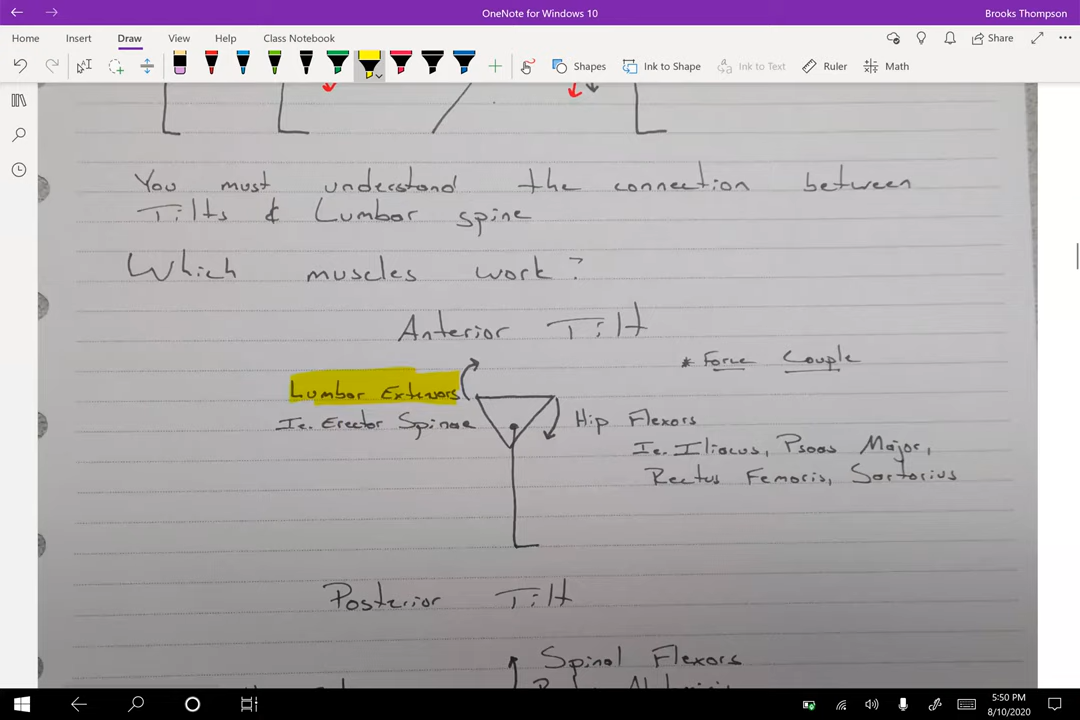 OneNote for Windows 10
Brooks Thompson
Home Insert Draw View Help Class Notebook
Share
Shapes Ink to Shape Ink to Text Ruler Math
You must understand the connection between
Tilts & Lumbar spine
Which muscles work?
Anterior Tilt
* Force Couple
Lumbar Extensors
Ie. Erector Spinae
Hip Flexors
Ie. Iliacus, Psoas Major,
Rectus Femoris, Sartorius
Posterior Tilt
Spinal Flexors
5:50 PM
8/10/2020